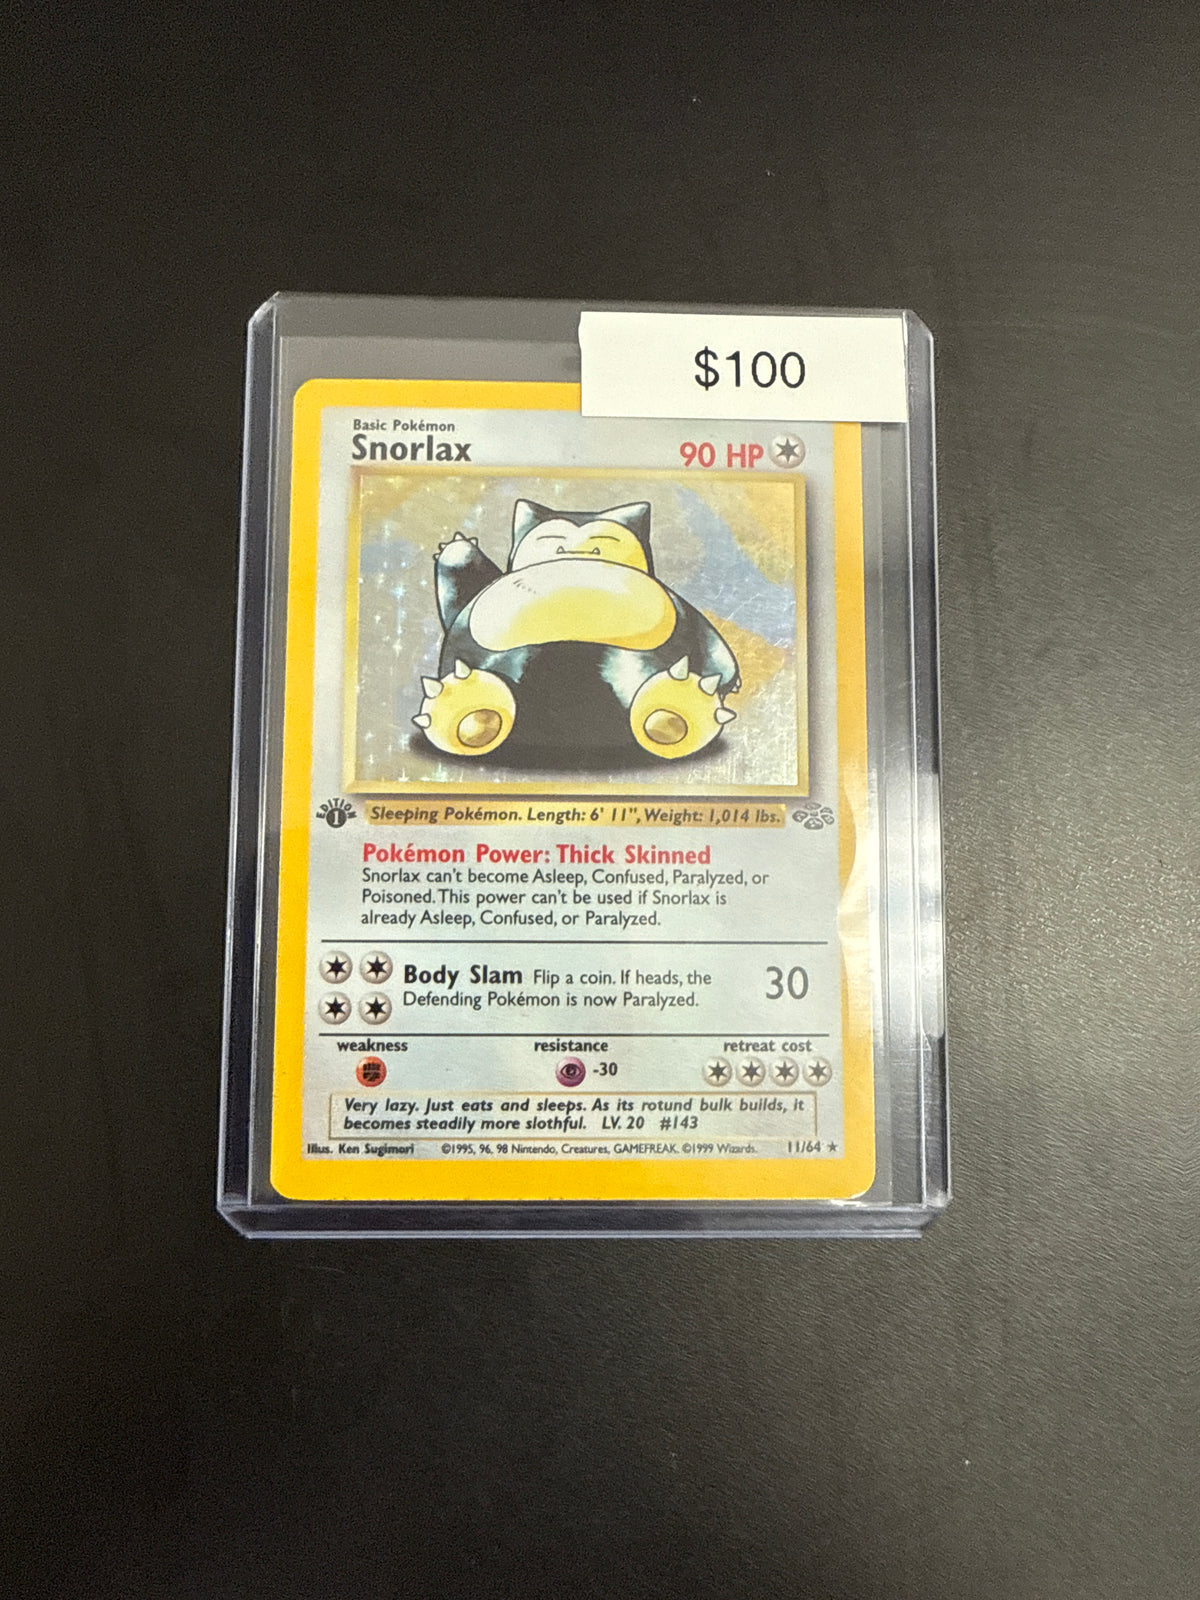 $100
Basic Pokémon
Snorlax
90 HP
EDITION
1
Sleeping Pokémon. Length: 6' 11", Weight: 1,014 lbs.
Pokémon Power: Thick Skinned
Snorlax can't become Asleep, Confused, Paralyzed, or
Poisoned. This power can't be used if Snorlax is
already Asleep, Confused, or Paralyzed.
Body Slam Flip a coin. If heads, the
Defending Pokémon is now Paralyzed.
30
weakness resistance retreat cost
-30
Very lazy. Just eats and sleeps. As its rotund bulk builds, it
becomes steadily more slothful. LV. 20 #143
Illus. Ken Sugimori ©1995, 96, 98 Nintendo, Creatures, GAMEFREAK. ©1999 Wizards. 11/64 ★